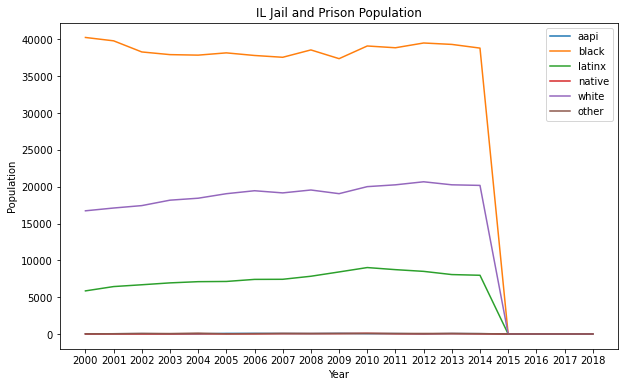 IL Jail and Prison Population
aapi
black
latinx
native
white
other
Population
40000
35000
30000
25000
20000
15000
10000
5000
0
2000 2001 2002 2003 2004 2005 2006 2007 2008 2009 2010 2011 2012 2013 2014 2015 2016 2017 2018
Year